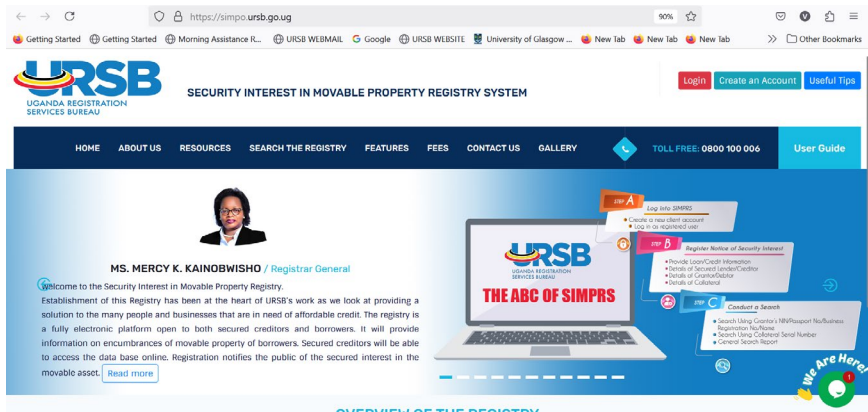 https://simpo.ursb.go.ug
90%
V
Getting Started Getting Started Morning Assistance R... URSB WEBMAIL Google URSB WEBSITE University of Glasgow ... New Tab New Tab New Tab Other Bookmarks
URSB
UGANDA REGISTRATION
SERVICES BUREAU
SECURITY INTEREST IN MOVABLE PROPERTY REGISTRY SYSTEM
Login Create an Account Useful Tips
HOME ABOUT US RESOURCES SEARCH THE REGISTRY FEATURES FEES CONTACT US GALLERY TOLL FREE: 0800 100 006 User Guide
MS. MERCY K. KAINOBWISHO / Registrar General
Welcome to the Security Interest in Movable Property Registry.
Establishment of this Registry has been at the heart of URSB's work as we look at providing a
solution to the many people and businesses that are in need of affordable credit. The registry is
a fully electronic platform open to both secured creditors and borrowers. It will provide
information on encumbrances of movable property of borrowers. Secured creditors will be able
to access the data base online. Registration notifies the public of the secured interest in the
movable asset. Read more
URSB
UGANDA REGISTRATION
SERVICES BUREAU
THE ABC OF SIMPRS
STEP A
Log into SIMPRS
Create a new client account
Log in as registered user
STEP B
Register Notice of Security Interest
Provide Loan/Credit Information
Details of Secured Lender/Creditor
Details of Grantor/Debtor
Details of Collateral
STEP C
Conduct a Search
Search Using Grantor's NIN/Passport No/Business
Registration No/Name
Search Using Collateral Serial Number
General Search Report
We Are Here!
1
OVERVIEW OF THE REGISTRY